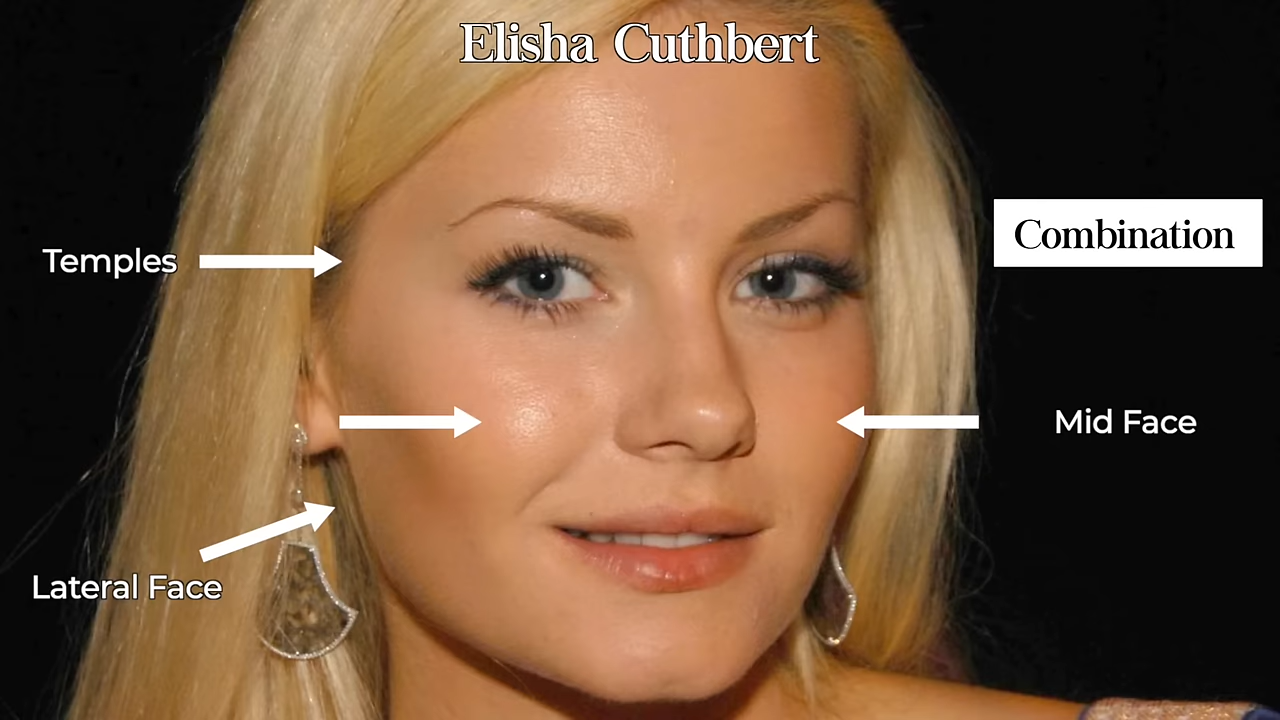 Elisha Cuthbert
Combination
Temples
Mid Face
Lateral Face